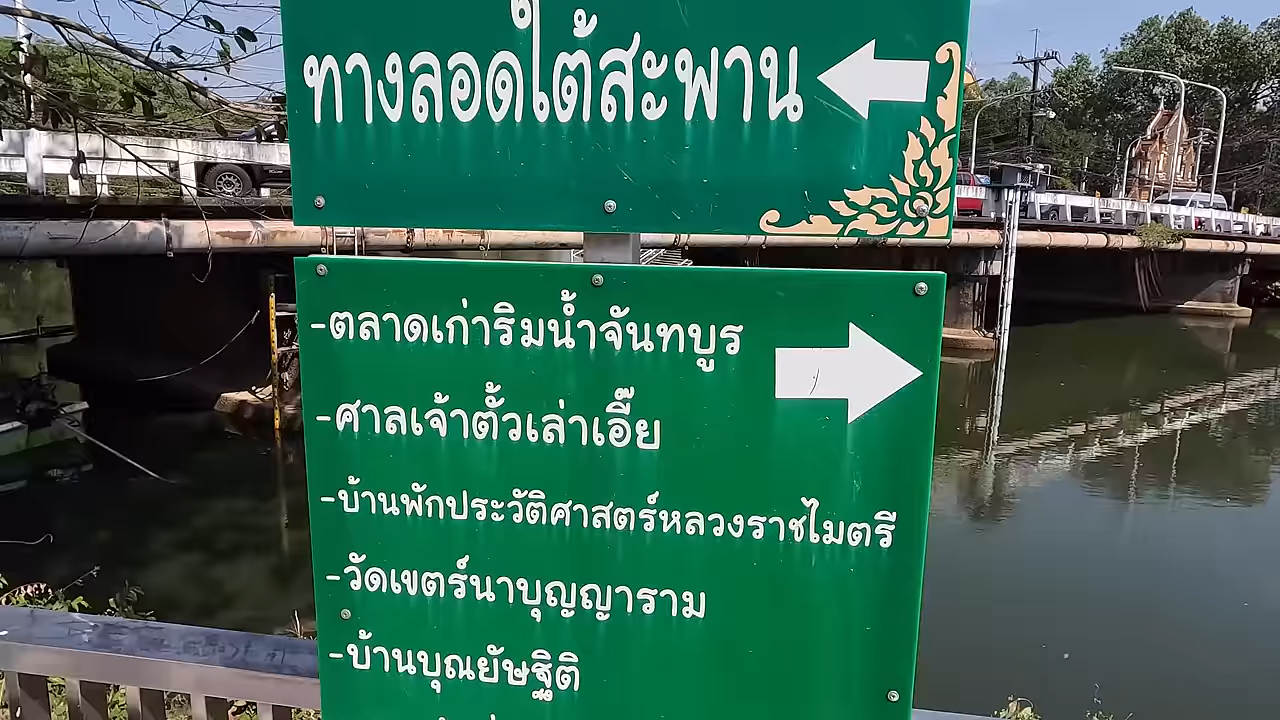 ทางลอดใต้สะพาน
-ตลาดเก่าริมน้ำจันทบูร
-ศาลเจ้าตั้วเล่าเอี๊ย
-บ้านพักประวัติศาสตร์หลวงราชไมตรี
-วัดเขตร์นาบุญญาราม
-บ้านบุณยัษฐิติ